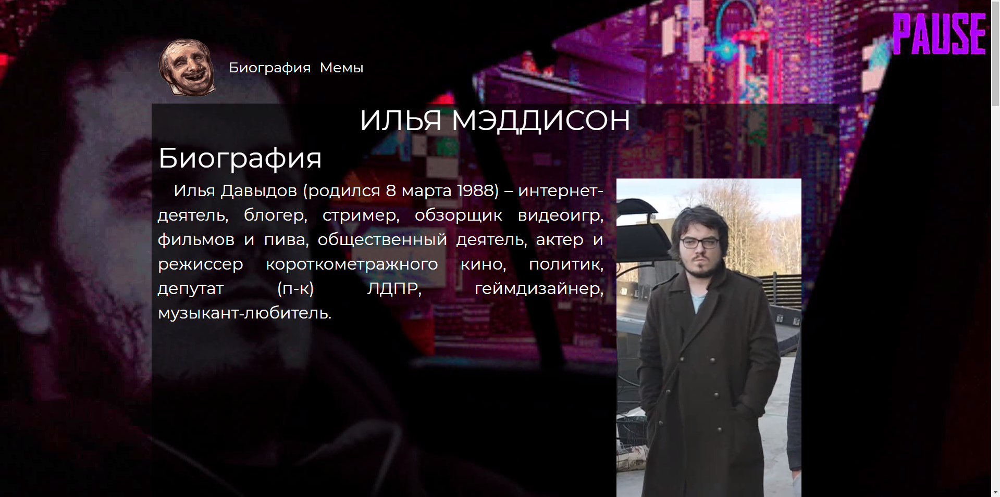 PAUSE
Биография Мемы
ИЛЬЯ МЭДДИСОН
Биография
Илья Давыдов (родился 8 марта 1988) – интернет-
деятель, блогер, стример, обзорщик видеоигр,
фильмов и пива, общественный деятель, актер и
режиссер короткометражного кино, политик,
депутат (п-к) ЛДПР, геймдизайнер,
музыкант-любитель.